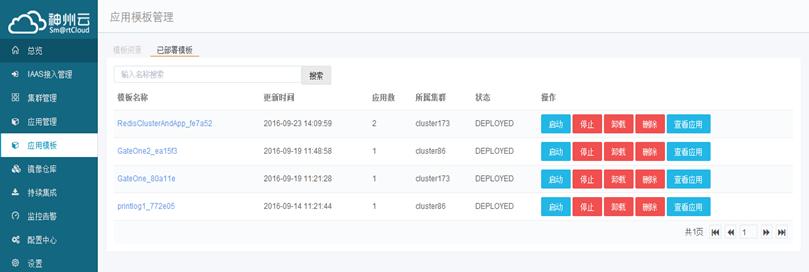 神州云
Sm@rtCloud
总览
IAAS接入管理
集群管理
应用管理
应用模板
镜像仓库
持续集成
监控告警
配置中心
设置
应用模板管理
模板间录 已部署模板
输入名称搜索 搜索
模板名称 更新时间 应用数 所属集群 状态 操作
RedisClusterAndApp_fe7a52 2016-09-23 14:09:59 2 cluster173 DEPLOYED 启动 停止 卸载 删除 查看应用
GateOne2_ea15f3 2016-09-19 11:48:58 1 cluster86 DEPLOYED 启动 停止 卸载 删除 查看应用
GateOne_80a11e 2016-09-19 11:21:28 1 cluster173 DEPLOYED 启动 停止 卸载 删除 查看应用
printlog1_772e05 2016-09-14 11:21:44 1 cluster86 DEPLOYED 启动 停止 卸载 删除 查看应用
共1页 1